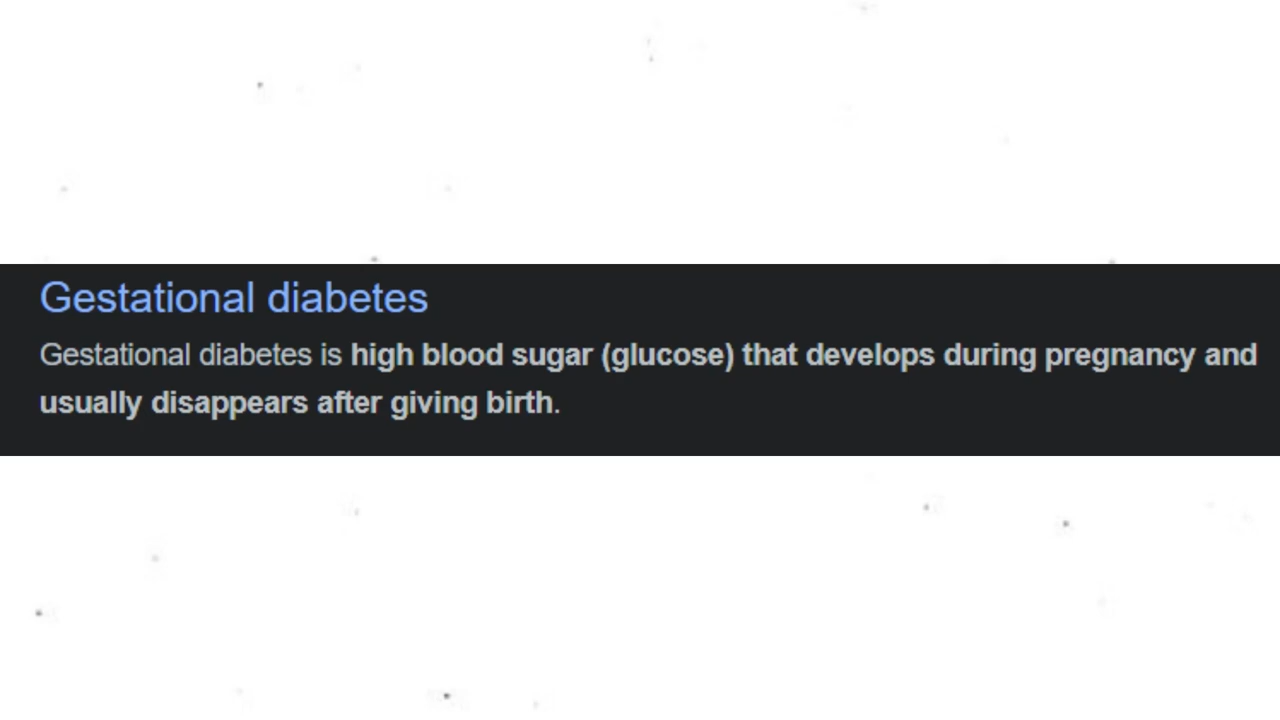 Gestational diabetes
Gestational diabetes is high blood sugar (glucose) that develops during pregnancy and
usually disappears after giving birth.